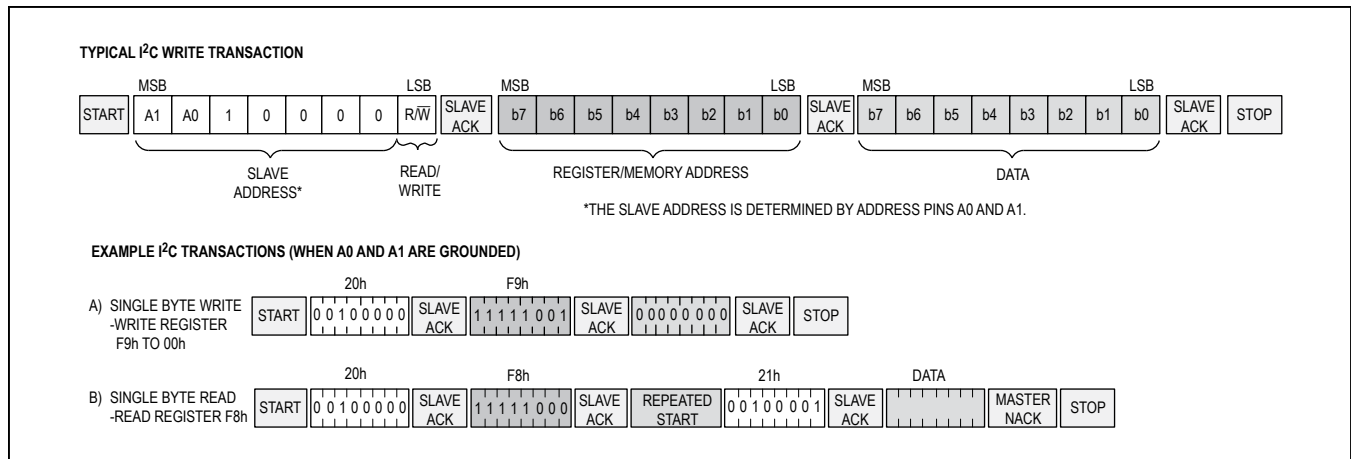 TYPICAL I²C WRITE TRANSACTION
MSB LSB MSB LSB MSB LSB
START A1 A0 1 0 0 0 0 R/W̅ SLAVE ACK b7 b6 b5 b4 b3 b2 b1 b0 SLAVE ACK b7 b6 b5 b4 b3 b2 b1 b0 SLAVE ACK STOP
SLAVE ADDRESS* READ/WRITE REGISTER/MEMORY ADDRESS DATA
*THE SLAVE ADDRESS IS DETERMINED BY ADDRESS PINS A0 AND A1.
EXAMPLE I²C TRANSACTIONS (WHEN A0 AND A1 ARE GROUNDED)
20h F9h
A) SINGLE BYTE WRITE
-WRITE REGISTER
F9h TO 00h
START 0 0 1 0 0 0 0 0 SLAVE ACK 1 1 1 1 1 0 0 1 SLAVE ACK 0 0 0 0 0 0 0 0 SLAVE ACK STOP
20h F8h 21h DATA
B) SINGLE BYTE READ
-READ REGISTER F8h
START 0 0 1 0 0 0 0 0 SLAVE ACK 1 1 1 1 1 0 0 0 SLAVE ACK REPEATED START 0 0 1 0 0 0 0 1 SLAVE ACK MASTER NACK STOP